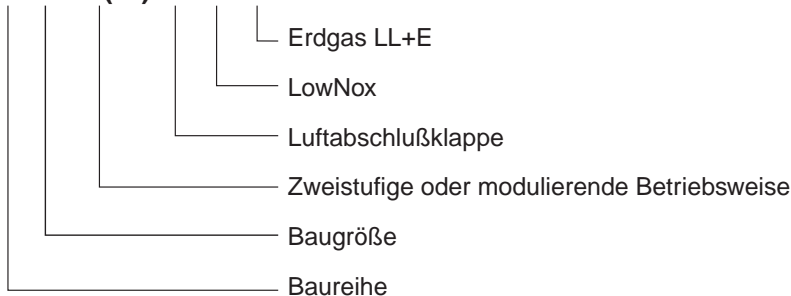 Erdgas LL+E
LowNox
Luftabschlußklappe
Zweistufige oder modulierende Betriebsweise
Baugröße
Baureihe